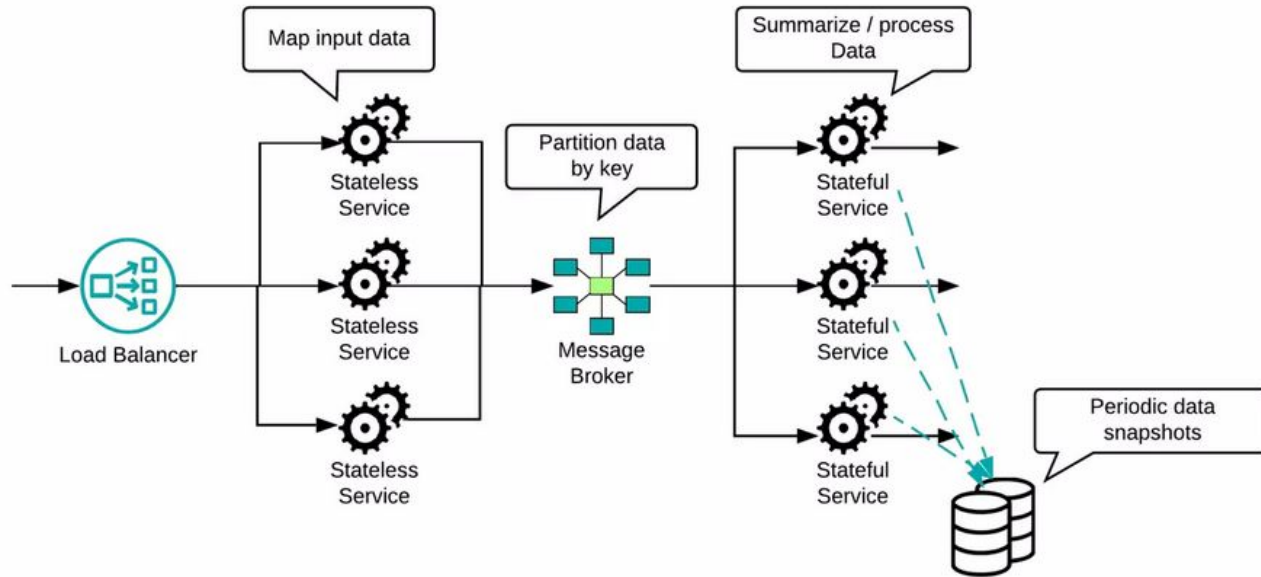 Map input data
Summarize / process
Data
Partition data
by key
Stateless
Service
Stateful
Service
Load Balancer
Stateless
Service
Message
Broker
Stateful
Service
Periodic data
snapshots
Stateless
Service
Stateful
Service